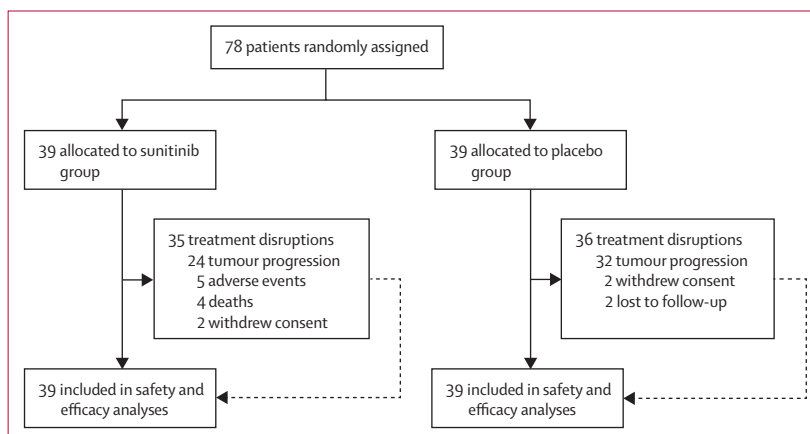 78 patients randomly assigned
39 allocated to sunitinib
group
39 allocated to placebo
group
35 treatment disruptions
24 tumour progression
5 adverse events
4 deaths
2 withdrew consent
36 treatment disruptions
32 tumour progression
2 withdrew consent
2 lost to follow-up
39 included in safety and
efficacy analyses
39 included in safety and
efficacy analyses